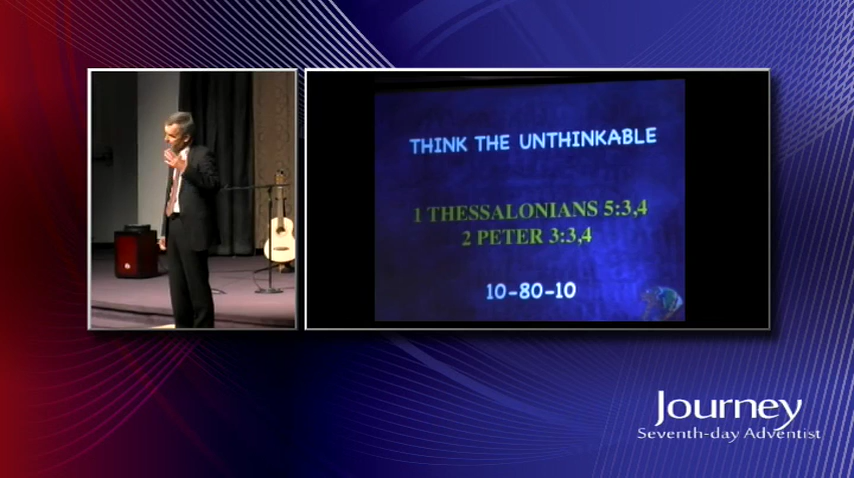 THINK THE UNTHINKABLE
1 THESSALONIANS 5:3,4
2 PETER 3:3,4
10-80-10
Journey
Seventh-day Adventist